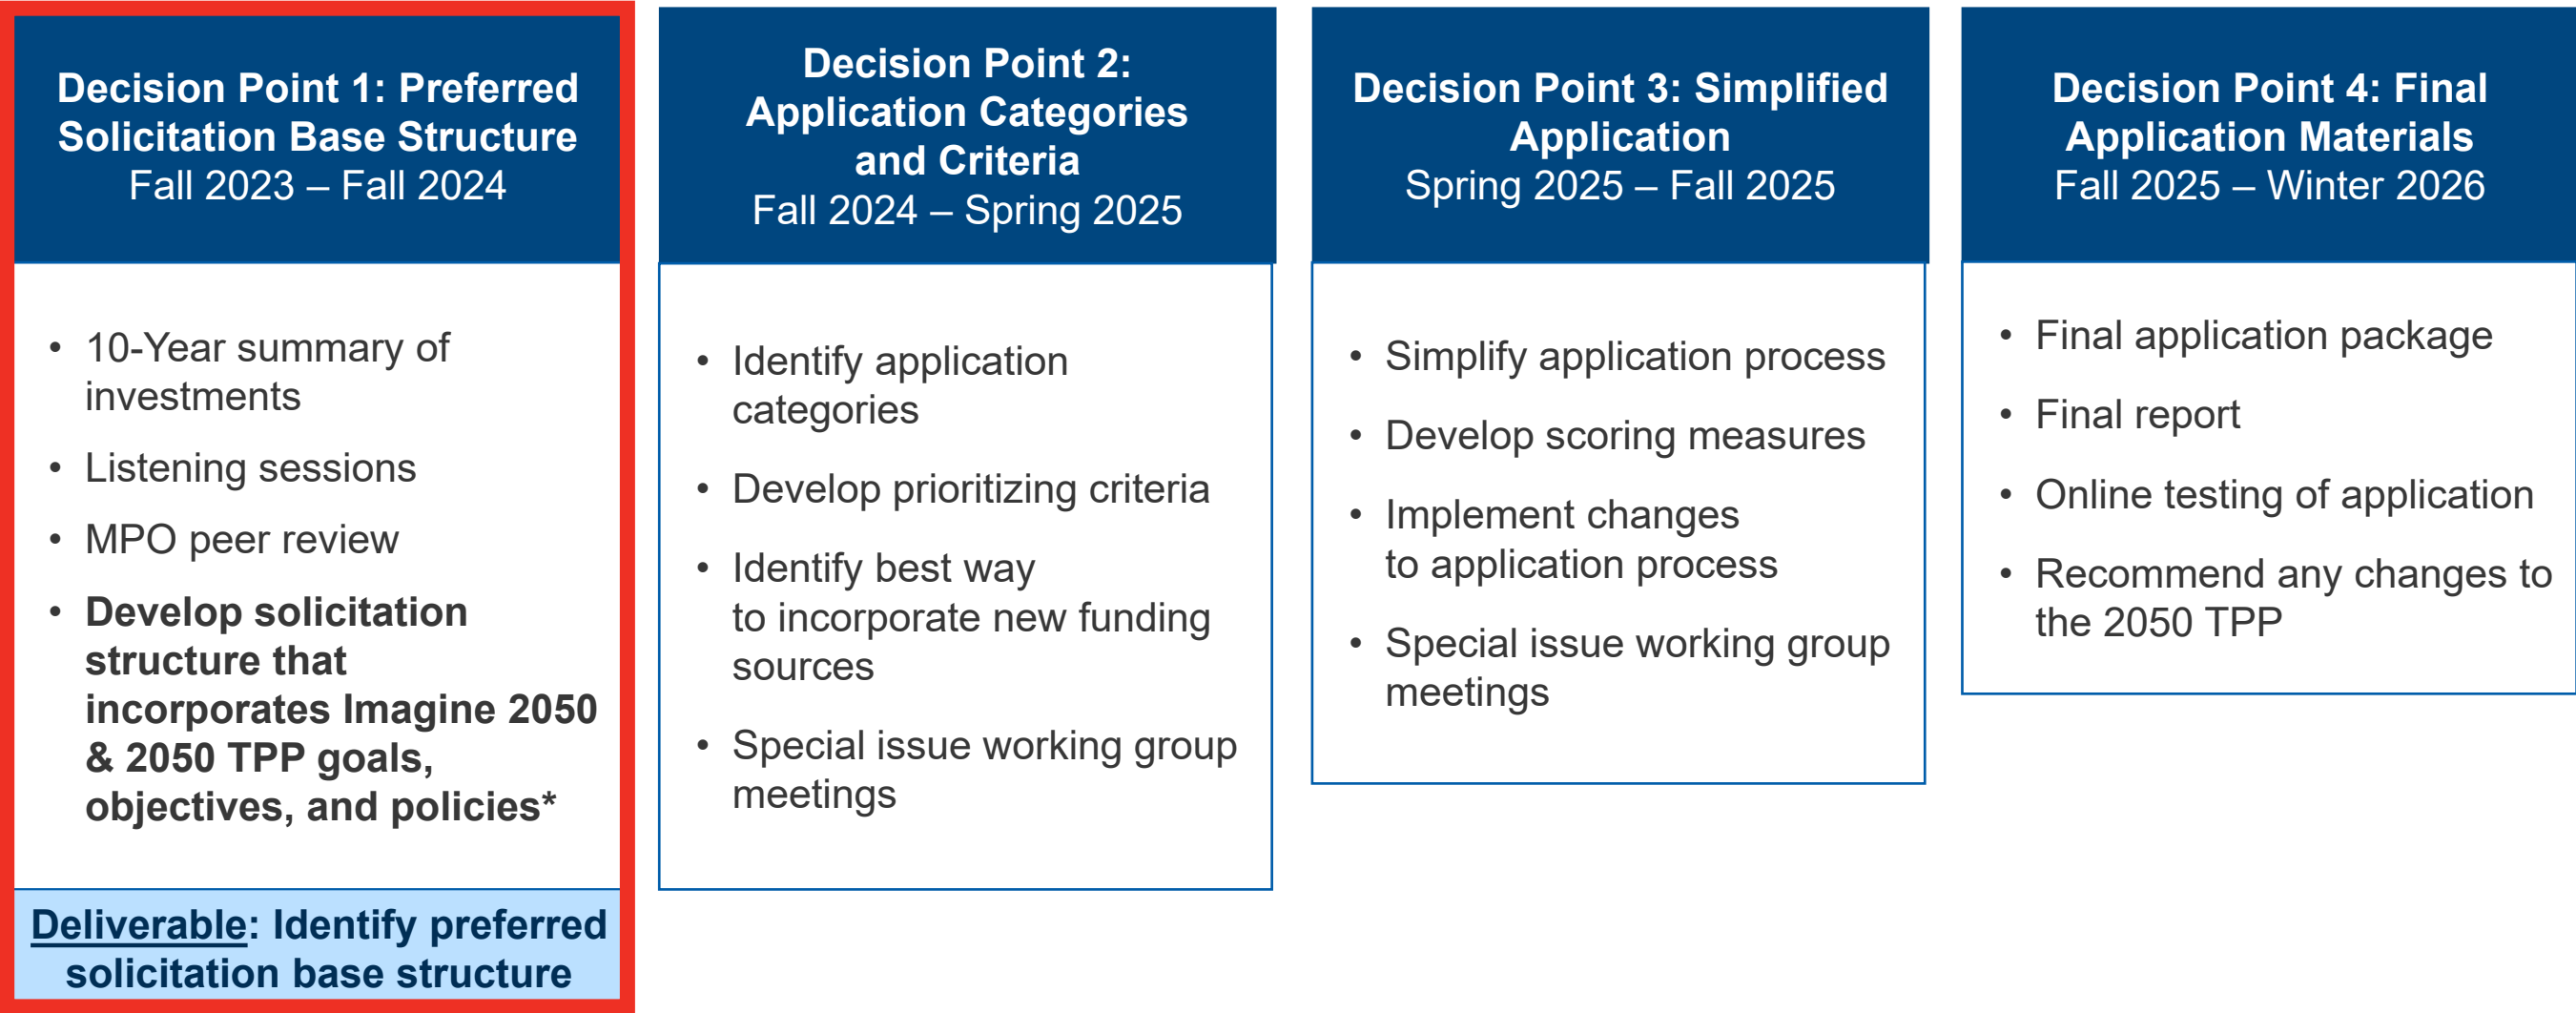 Decision Point 1: Preferred
Solicitation Base Structure
Fall 2023 – Fall 2024
• 10-Year summary of
investments
• Listening sessions
• MPO peer review
• Develop solicitation
structure that
incorporates Imagine 2050
& 2050 TPP goals,
objectives, and policies*
Deliverable: Identify preferred
solicitation base structure
Decision Point 2:
Application Categories
and Criteria
Fall 2024 – Spring 2025
• Identify application
categories
• Develop prioritizing criteria
• Identify best way
to incorporate new funding
sources
• Special issue working group
meetings
Decision Point 3: Simplified
Application
Spring 2025 – Fall 2025
• Simplify application process
• Develop scoring measures
• Implement changes
to application process
• Special issue working group
meetings
Decision Point 4: Final
Application Materials
Fall 2025 – Winter 2026
• Final application package
• Final report
• Online testing of application
• Recommend any changes to
the 2050 TPP